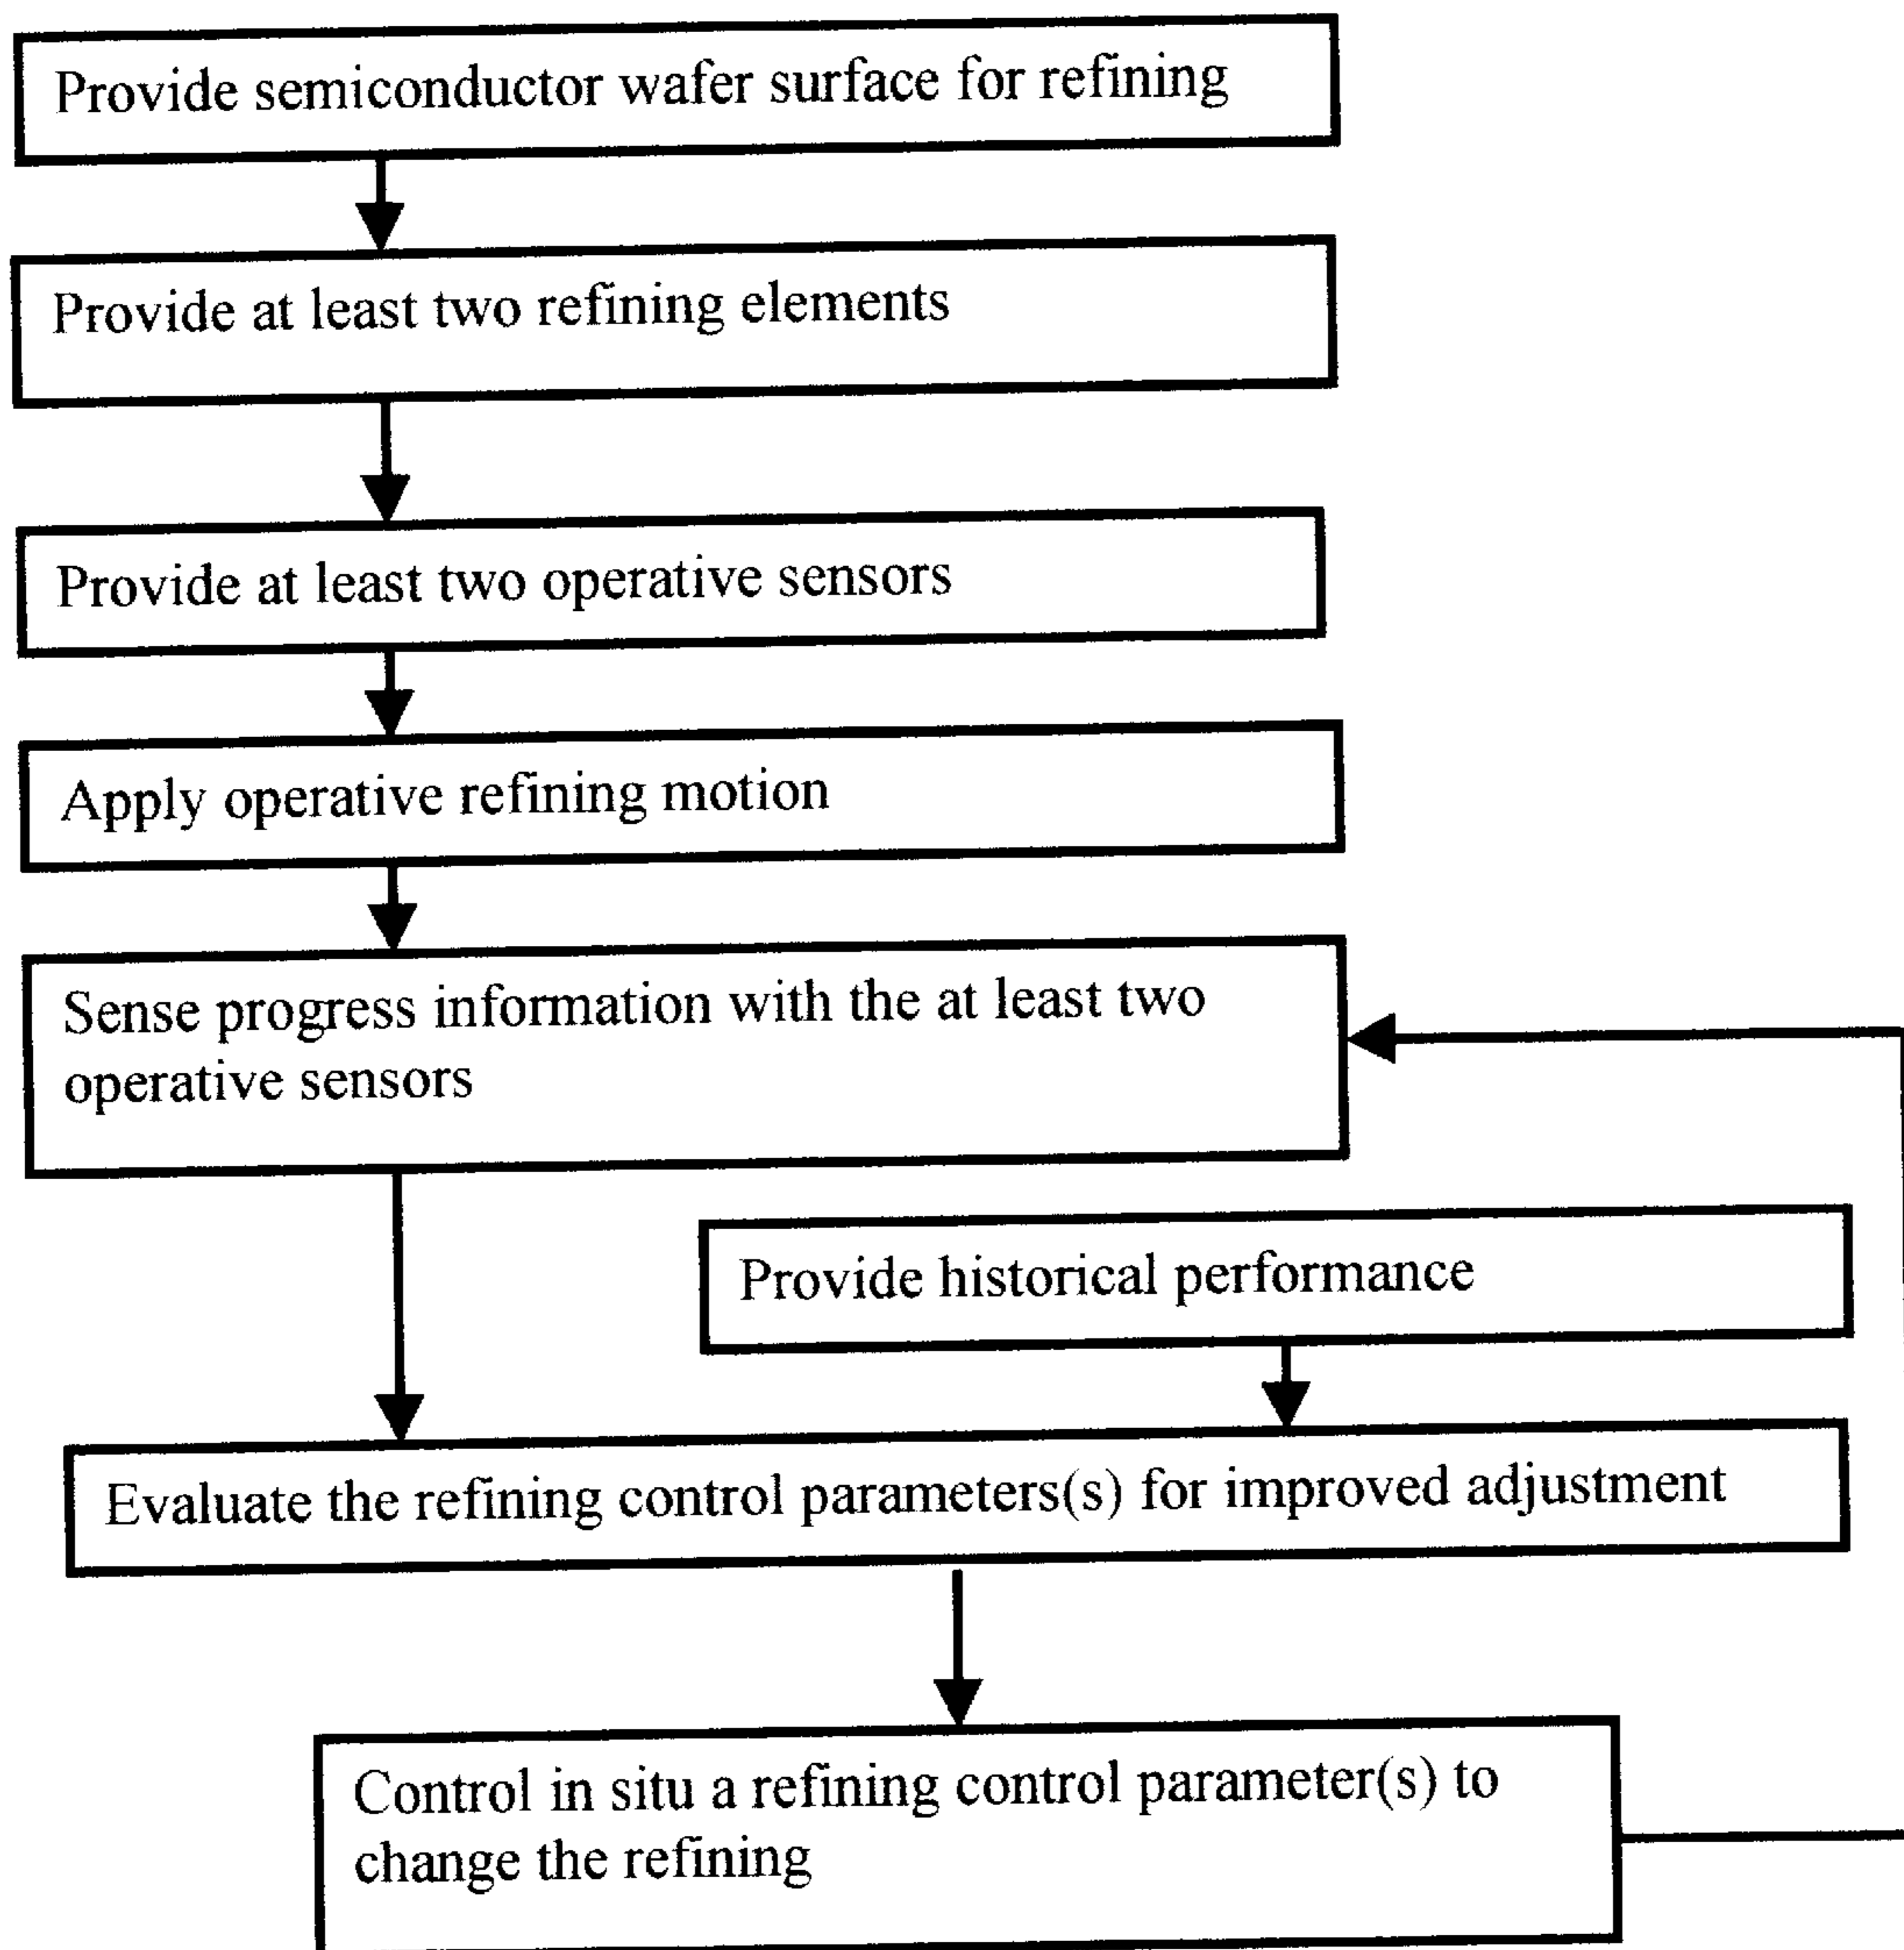 Provide semiconductor wafer surface for refining
Provide at least two refining elements
Provide at least two operative sensors
Apply operative refining motion
Sense progress information with the at least two
operative sensors
Provide historical performance
Evaluate the refining control parameters(s) for improved adjustment
Control in situ a refining control parameter(s) to
change the refining